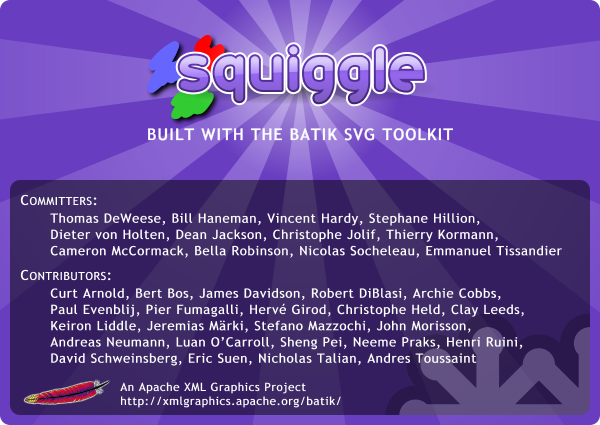 squiggle
BUILT WITH THE BATIK SVG TOOLKIT
COMMITTERS:
Thomas DeWeese, Bill Haneman, Vincent Hardy, Stephane Hillion,
Dieter von Holten, Dean Jackson, Christophe Jolif, Thierry Kormann,
Cameron McCormack, Bella Robinson, Nicolas Socheleau, Emmanuel Tissandier
CONTRIBUTORS:
Curt Arnold, Bert Bos, James Davidson, Robert DiBlasi, Archie Cobbs,
Paul Evenblij, Pier Fumagalli, Hervé Girod, Christophe Held, Clay Leeds,
Keiron Liddle, Jeremias Märki, Stefano Mazzochi, John Morisson,
Andreas Neumann, Luan O’Carroll, Sheng Pei, Neeme Praks, Henri Ruini,
David Schweinsberg, Eric Suen, Nicholas Talian, Andres Toussaint
An Apache XML Graphics Project
http://xmlgraphics.apache.org/batik/